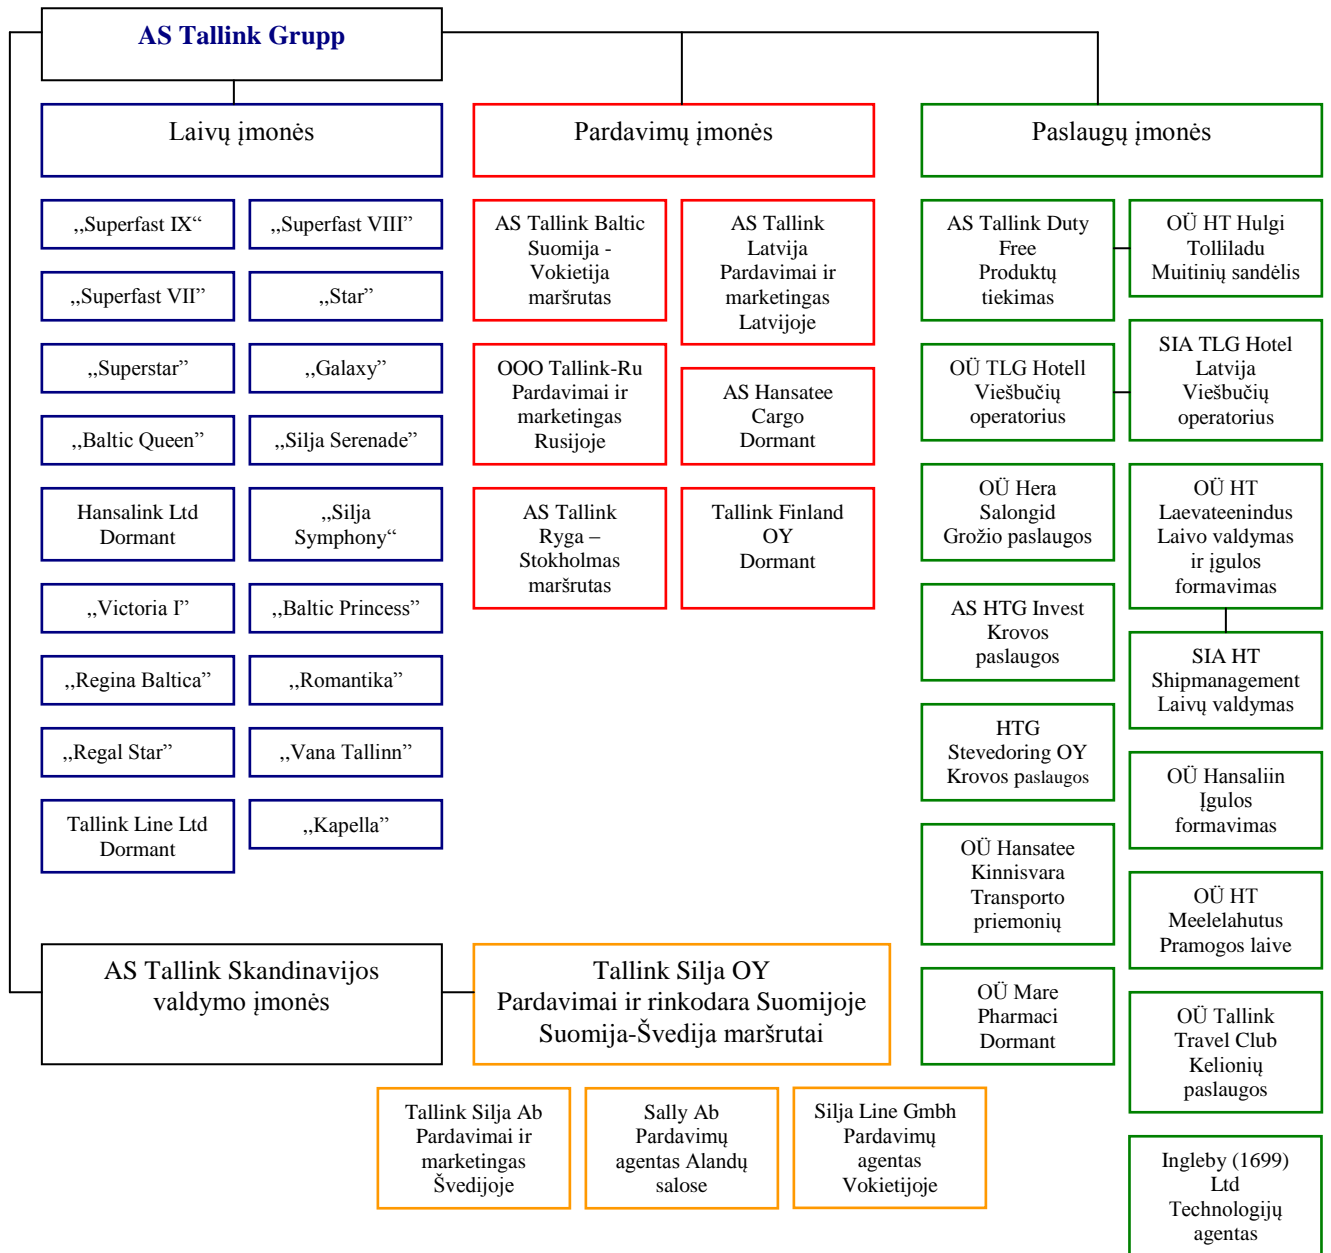 AS Tallink Grupp
Laivų įmonės
Pardavimų įmonės
Paslaugų įmonės
„Superfast IX“
„Superfast VIII”
„Superfast VII”
„Star”
„Superstar”
„Galaxy”
„Baltic Queen”
„Silja Serenade”
Hansalink Ltd
Dormant
„Silja
Symphony“
„Victoria I”
„Baltic Princess”
„Regina Baltica”
„Romantika”
„Regal Star”
„Vana Tallinn”
Tallink Line Ltd
Dormant
„Kapella”
AS Tallink Baltic
Suomija -
Vokietija
maršrutas
AS Tallink
Latvija
Pardavimai ir
marketingas
Latvijoje
OOO Tallink-Ru
Pardavimai ir
marketingas
Rusijoje
AS Hansatee
Cargo
Dormant
AS Tallink
Ryga –
Stokholmas
maršrutas
Tallink Finland
OY
Dormant
AS Tallink Duty
Free
Produktų
tiekimas
OÜ HT Hulgi
Tolliladu
Muitinių sandėlis
OÜ TLG Hotell
Viešbučių
operatorius
SIA TLG Hotel
Latvija
Viešbučių
operatorius
OÜ Hera
Salongid
Grožio paslaugos
OÜ HT
Laevateenindus
Laivo valdymas
ir įgulos
formavimas
AS HTG Invest
Krovos
paslaugos
SIA HT
Shipmanagement
Laivų valdymas
HTG
Stevedoring OY
Krovos paslaugos
OÜ Hansaliin
Įgulos
formavimas
OÜ Hansatee
Kinnisvara
Transporto
priemonių
OÜ HT
Meelelahutus
Pramogos laive
OÜ Mare
Pharmaci
Dormant
OÜ Tallink
Travel Club
Kelionių
paslaugos
Ingleby (1699)
Ltd
Technologijų
agentas
AS Tallink Skandinavijos
valdymo įmonės
Tallink Silja OY
Pardavimai ir rinkodara Suomijoje
Suomija-Švedija maršrutai
Tallink Silja Ab
Pardavimai ir
marketingas
Švedijoje
Sally Ab
Pardavimų
agentas Alandų
salose
Silja Line Gmbh
Pardavimų
agentas
Vokietijoje